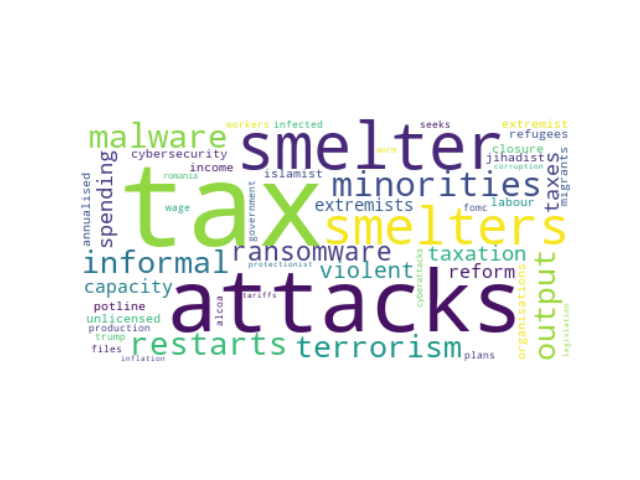 workers infected seeks extremist
malware smelter refugees
cybersecurity worm closure
income jihadist
romania tax islamist minorities corruption
annualised spending taxes migrants
wage government extremists fomc labour
smelters
informal ransomware taxation
protectionist violent reform
capacity cyberattacks organisations output
potline alcoa tariffs attacks
unlicensed legislation
production
trump restarts terrorism
files inflation plans